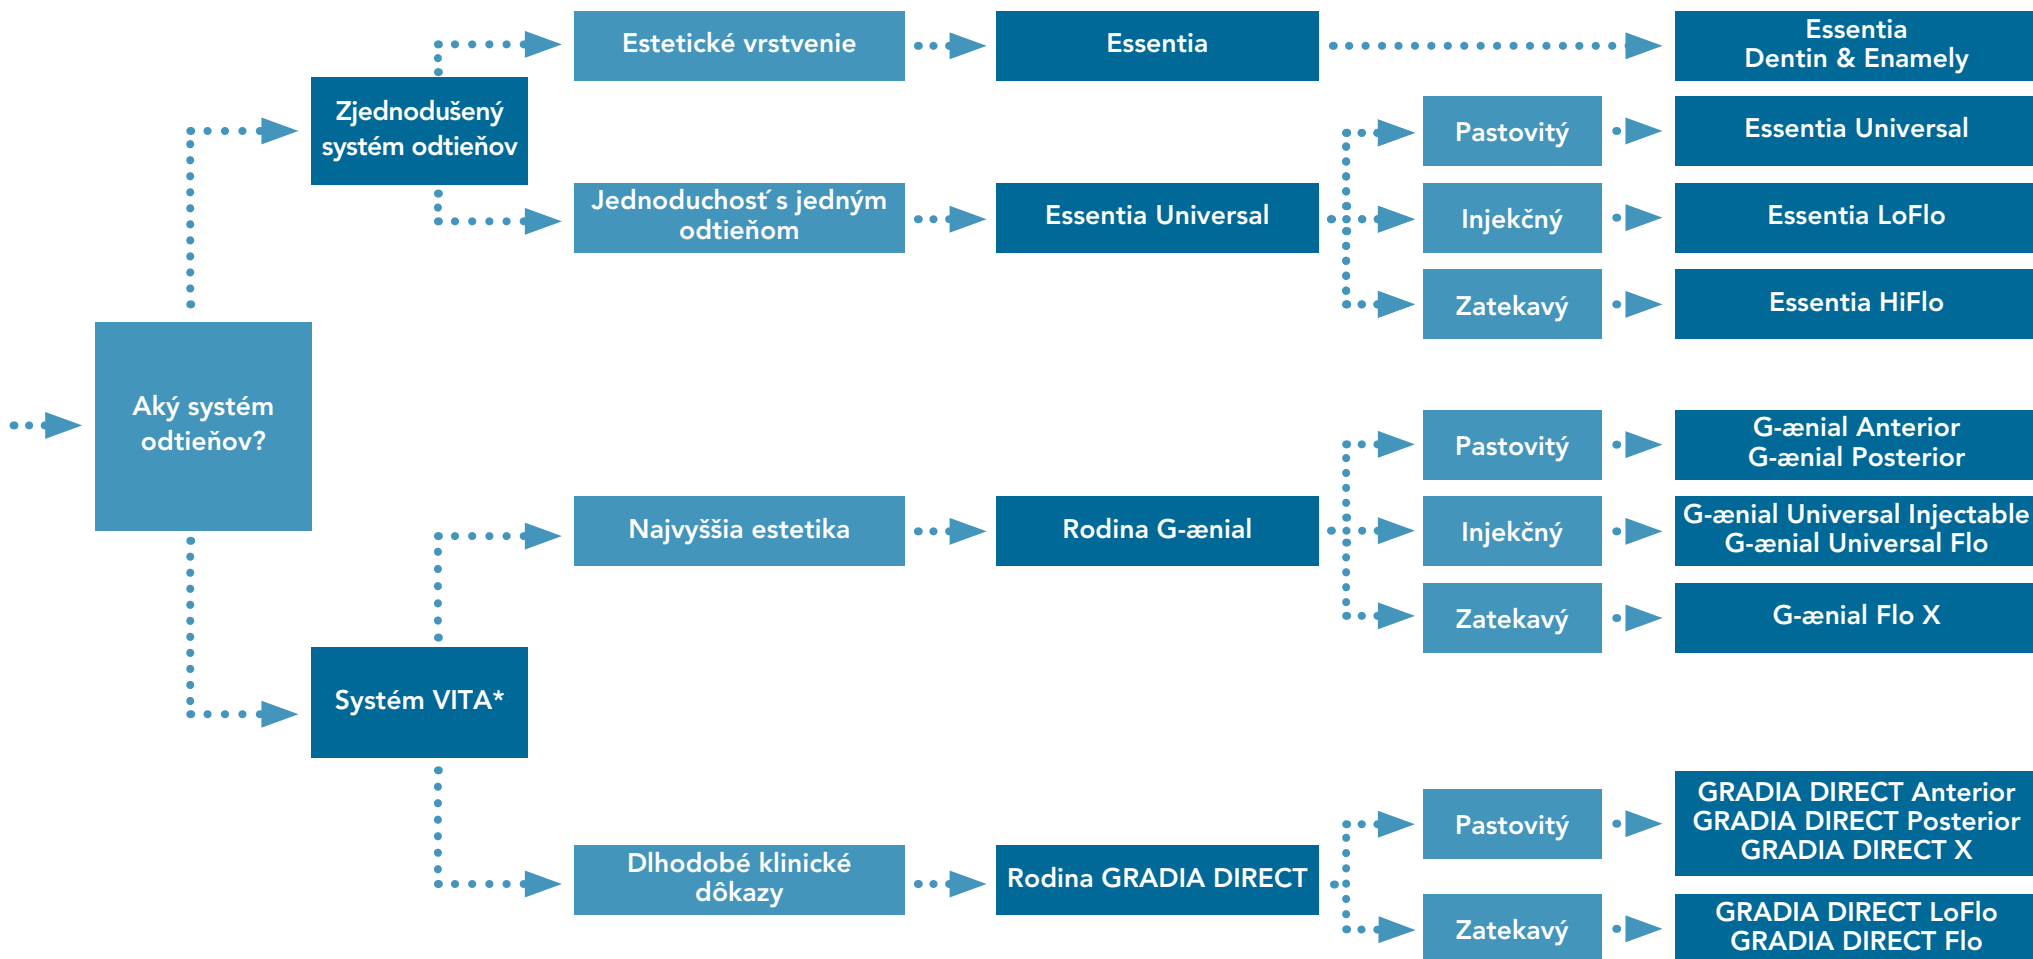 Estetické vrstvenie
Essentia
Essentia
Dentin & Enamely
Zjednodušený
systém odtieňov
Pastovitý
Essentia Universal
Jednoduchosť s jedným
odtieňom
Essentia Universal
Injekčný
Essentia LoFlo
Zatekavý
Essentia HiFlo
Aký systém
odtieňov?
Pastovitý
G-ænial Anterior
G-ænial Posterior
Najvyššia estetika
Rodina G-ænial
Injekčný
G-ænial Universal Injectable
G-ænial Universal Flo
Zatekavý
G-ænial Flo X
Systém VITA*
Pastovitý
GRADIA DIRECT Anterior
GRADIA DIRECT Posterior
GRADIA DIRECT X
Dlhodobé klinické
dôkazy
Rodina GRADIA DIRECT
Zatekavý
GRADIA DIRECT LoFlo
GRADIA DIRECT Flo